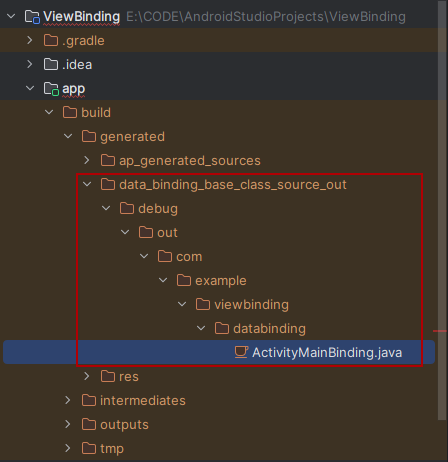 ViewBinding E:\CODE\AndroidStudioProjects\ViewBinding
.gradle
.idea
app
build
generated
ap_generated_sources
data_binding_base_class_source_out
debug
out
com
example
viewbinding
databinding
ActivityMainBinding.java
res
intermediates
outputs
tmp